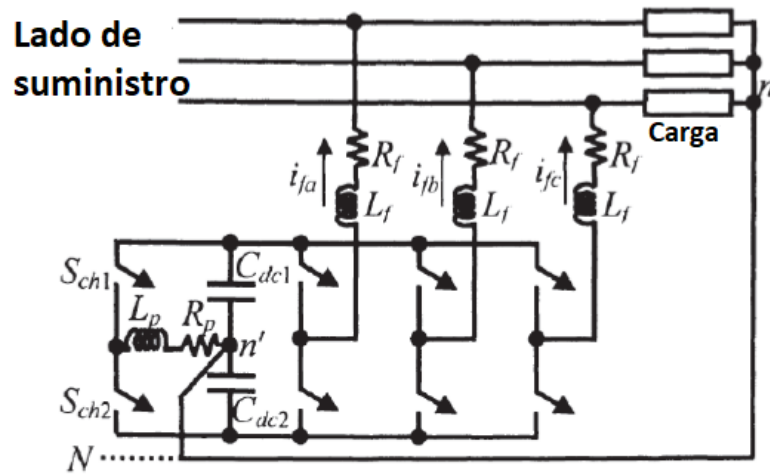 Lado de
suministro
n
Carga
R_f R_f R_f
i_fa i_fb i_fc
L_f L_f L_f
S_ch1 C_dc1
L_p R_p
n'
S_ch2 C_dc2
N